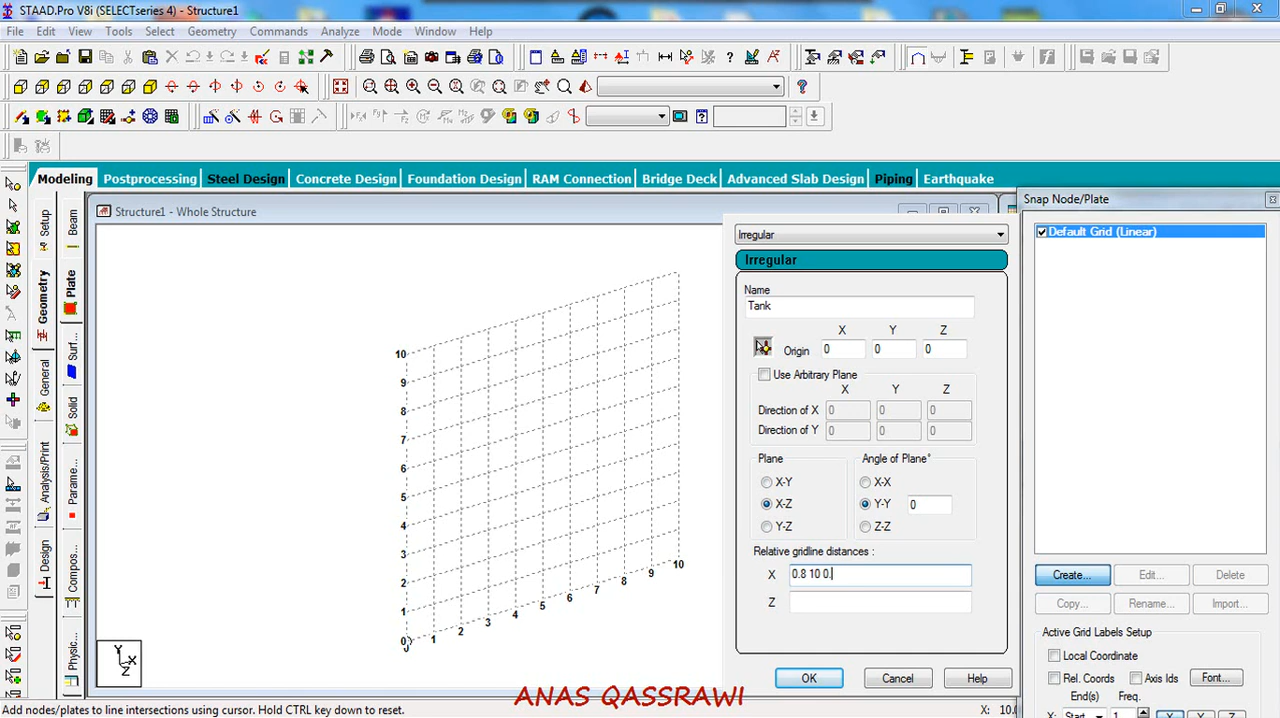 STAAD.Pro V8i (SELECTseries 4) - Structure1
File Edit View Tools Select Geometry Commands Analyze Mode Window Help
Modeling Postprocessing Steel Design Concrete Design Foundation Design RAM Connection Bridge Deck Advanced Slab Design Piping Earthquake
Setup
Geometry
General
Analysis/Print
Design
Beam
Plate
Surf...
Solid
Parame...
Compos...
Physic...
Structure1 - Whole Structure
10
9
8
7
6
5
4
3
2
1
0
1 2 3 4 5 6 7 8 9 10
Y
X
Z
Irregular
Irregular
Name
Tank
X Y Z
Origin 0 0 0
Use Arbitrary Plane
X Y Z
Direction of X 0 0 0
Direction of Y 0 0 0
Plane Angle of Plane°
X-Y X-X
X-Z Y-Y 0
Y-Z Z-Z
Relative gridline distances :
X 0.8 10 0.
Z
OK Cancel Help
Snap Node/Plate
Default Grid (Linear)
Create... Edit... Delete
Copy... Rename... Import...
Active Grid Labels Setup
Local Coordinate
Rel. Coords Axis Ids Font...
End(s) Freq.
X: Start 1 X Y Z
ANAS QASSRAWI
Add nodes/plates to line intersections using cursor. Hold CTRL key down to reset.
X: 10.0